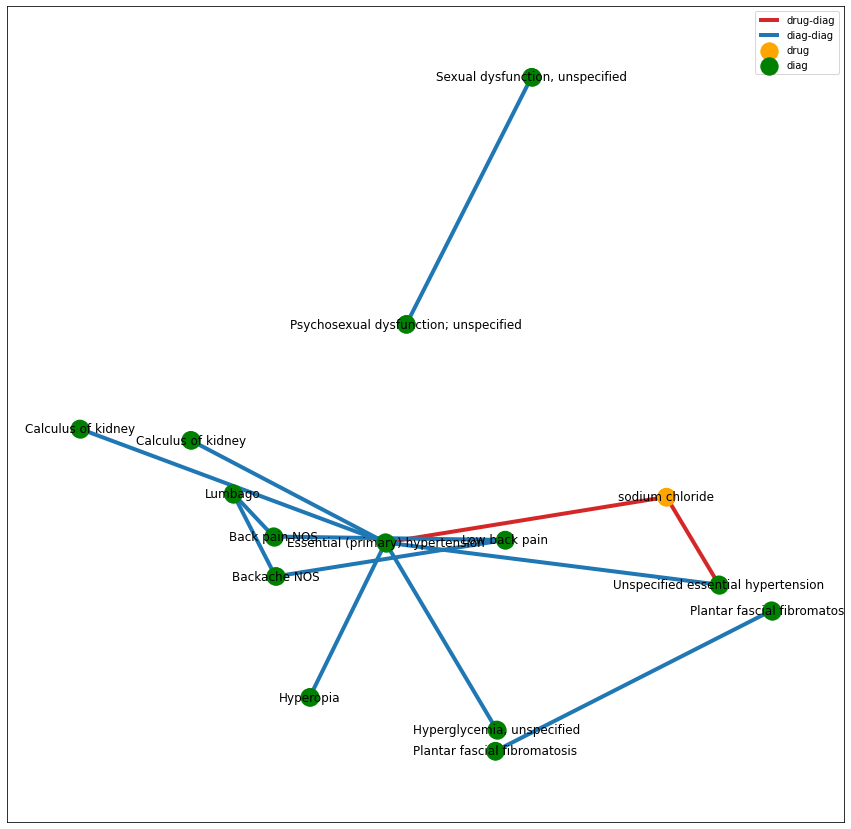 drug-diag
diag-diag
drug
diag
Sexual dysfunction, unspecified
Psychosexual dysfunction; unspecified
Calculus of kidney
Calculus of kidney
Lumbago
sodium chloride
Back pain NOS
Essential (primary) hypertension
Low back pain
Backache NOS
Unspecified essential hypertension
Plantar fascial fibromatos
Hyperopia
Hyperglycemia, unspecified
Plantar fascial fibromatosis